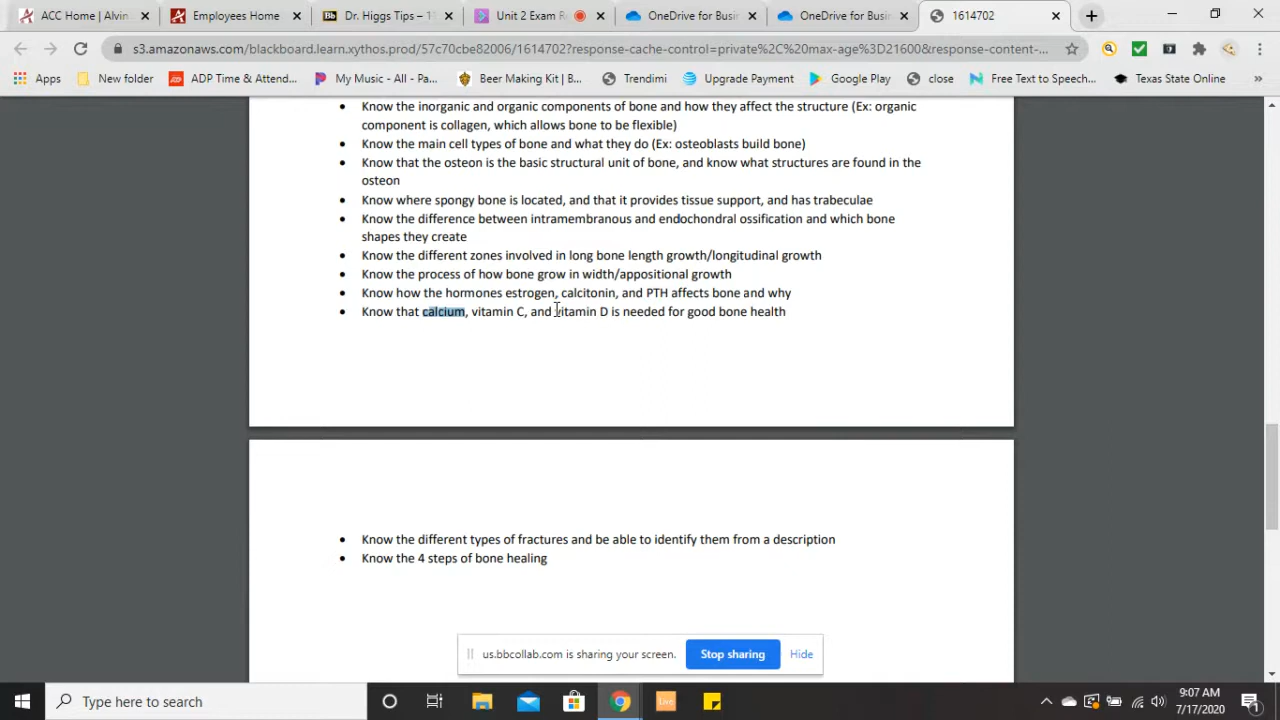 ACC Home | Alvin
Employees Home
Bb Dr. Higgs Tips – 1
Unit 2 Exam R
OneDrive for Busi
OneDrive for Busi
1614702
s3.amazonaws.com/blackboard.learn.xythos.prod/57c70cbe82006/1614702?response-cache-control=private%2C%20max-age%3D21600&response-content-...
Apps
New folder
ADP Time & Attend...
My Music - All - Pa...
Beer Making Kit | B...
Trendimi
Upgrade Payment
Google Play
close
Free Text to Speech...
Texas State Online
»
• Know the inorganic and organic components of bone and how they affect the structure (Ex: organic
component is collagen, which allows bone to be flexible)
• Know the main cell types of bone and what they do (Ex: osteoblasts build bone)
• Know that the osteon is the basic structural unit of bone, and know what structures are found in the
osteon
• Know where spongy bone is located, and that it provides tissue support, and has trabeculae
• Know the difference between intramembranous and endochondral ossification and which bone
shapes they create
• Know the different zones involved in long bone length growth/longitudinal growth
• Know the process of how bone grow in width/appositional growth
• Know how the hormones estrogen, calcitonin, and PTH affects bone and why
• Know that calcium, vitamin C, and vitamin D is needed for good bone health
• Know the different types of fractures and be able to identify them from a description
• Know the 4 steps of bone healing
us.bbcollab.com is sharing your screen.
Stop sharing
Hide
Type here to search
Live
9:07 AM
7/17/2020
1